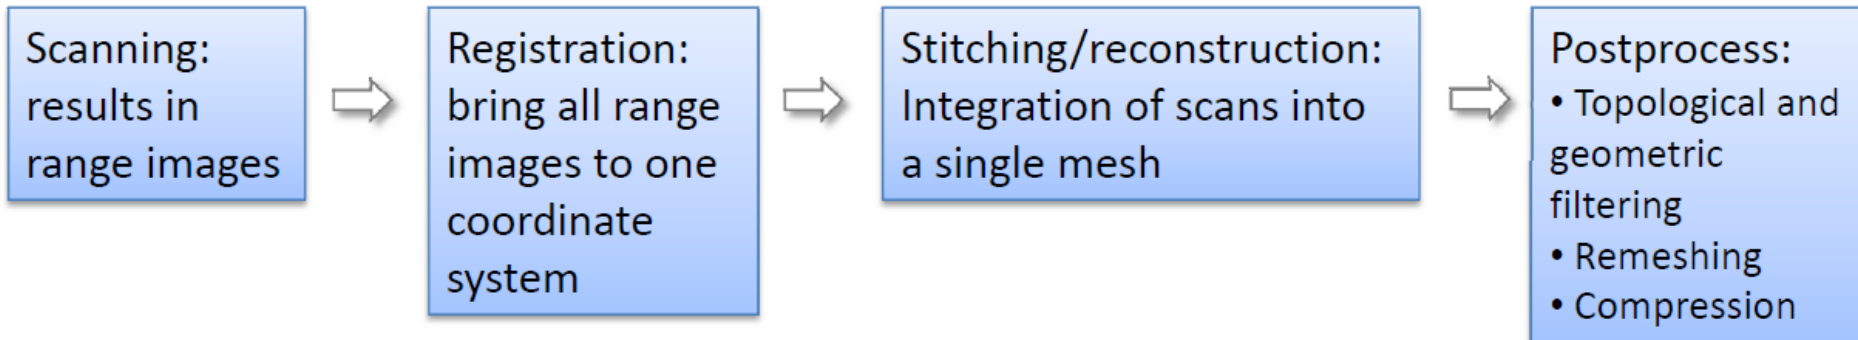 Scanning:
results in
range images
Registration:
bring all range
images to one
coordinate
system
Stitching/reconstruction:
Integration of scans into
a single mesh
Postprocess:
• Topological and
geometric
filtering
• Remeshing
• Compression